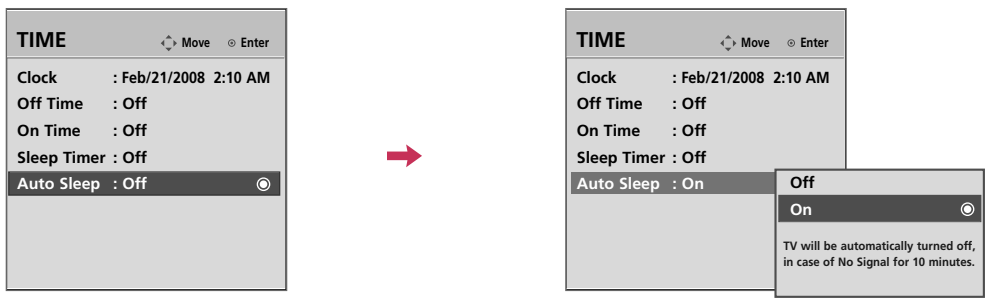 TIME Move Enter
Clock : Feb/21/2008 2:10 AM
Off Time : Off
On Time : Off
Sleep Timer : Off
Auto Sleep : Off
TIME Move Enter
Clock : Feb/21/2008 2:10 AM
Off Time : Off
On Time : Off
Sleep Timer : Off
Auto Sleep : On
Off
On
TV will be automatically turned off,
in case of No Signal for 10 minutes.